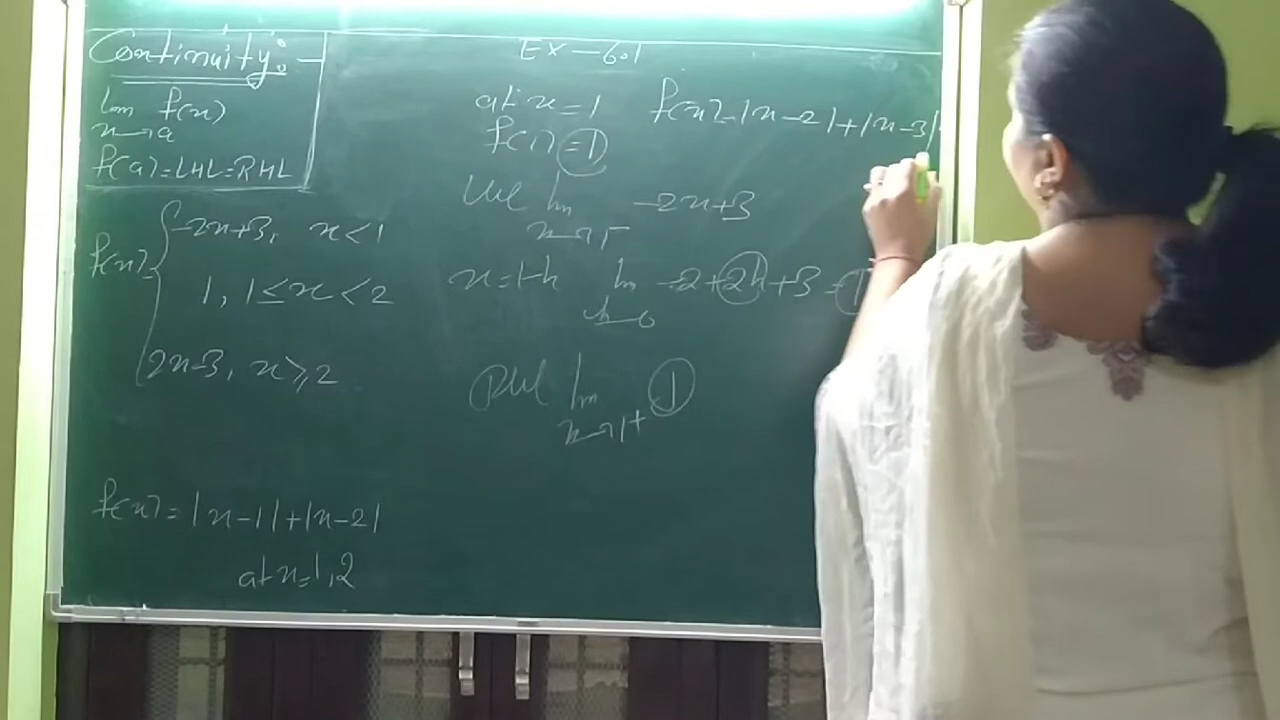 Continuity:-
lim f(x)
x→a
f(a)=LHL=RHL
f(x)= { -2x+3, x<1
1, 1≤x<2
2x-3, x≥2
f(x)=|x-1|+|x-2|
at x=1,2
Ex-6.1
at x=1
f(1)=1
LHL lim -2x+3
x→1-
x=1-h lim -2+2h+3=1
h→0
RHL lim 1
x→1+
f(x)=|x-2|+|x-3|